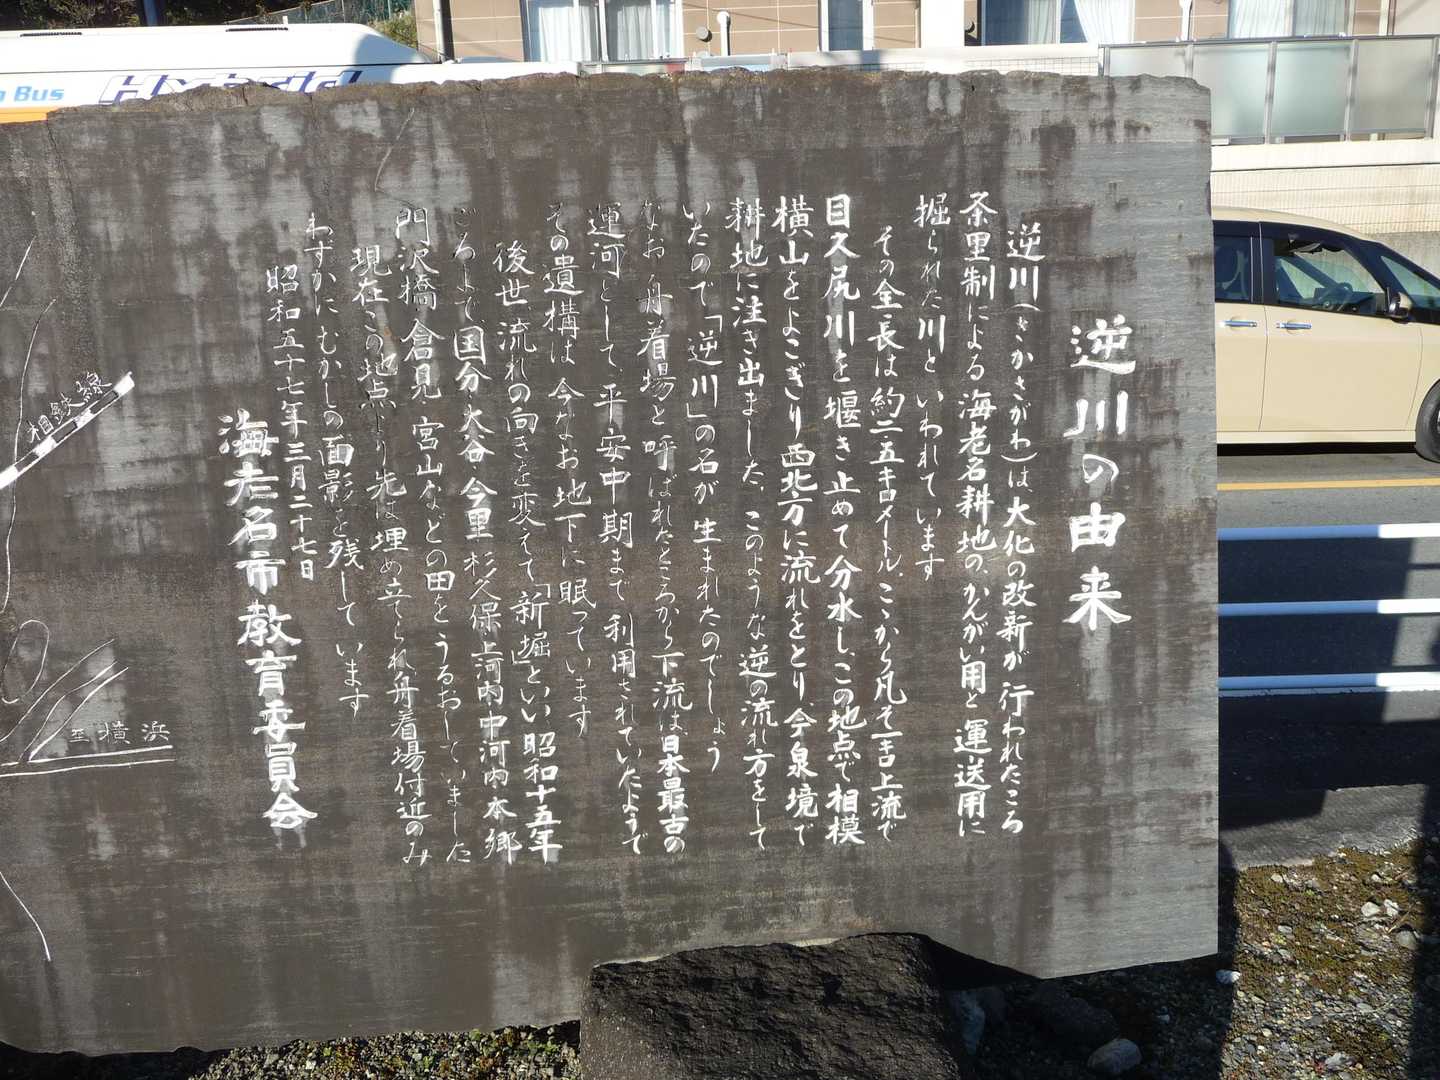 逆川の由来
逆川(さかさがわ)は、大化の改新が行われたころ
条里制による海老名耕地の、かんがい用と運送用に
掘られた川といわれています
その全長は約二五キロメートル、ここから凡そ一キロ上流で
目久尻川を堰き止めて分水し、この地点で相模
横山をよこぎり西北方に流れをとり、今泉境で
耕地に注ぎ出ました、このような逆の流れ方をして
いたので「逆川」の名が生まれたのでしょう
なお舟着場と呼ばれたところから下流は、日本最古の
運河として、平安中期まで利用されていたようで
その遺構は今なお地下に眠っています
後世流れの向きを変えて「新堀」といい、昭和十五年
ごろまで、国分・大谷・今里・杉久保・上河内・中河内・本郷
門沢橋・倉見・宮山などの田をうるおしていました
現在この地点より先は埋め立てられ舟着場付近のみ
わずかにむかしの面影を残しています
昭和五十七年三月二十七日
海老名市教育委員会
相鉄線
至横浜
Bus
Hybrid